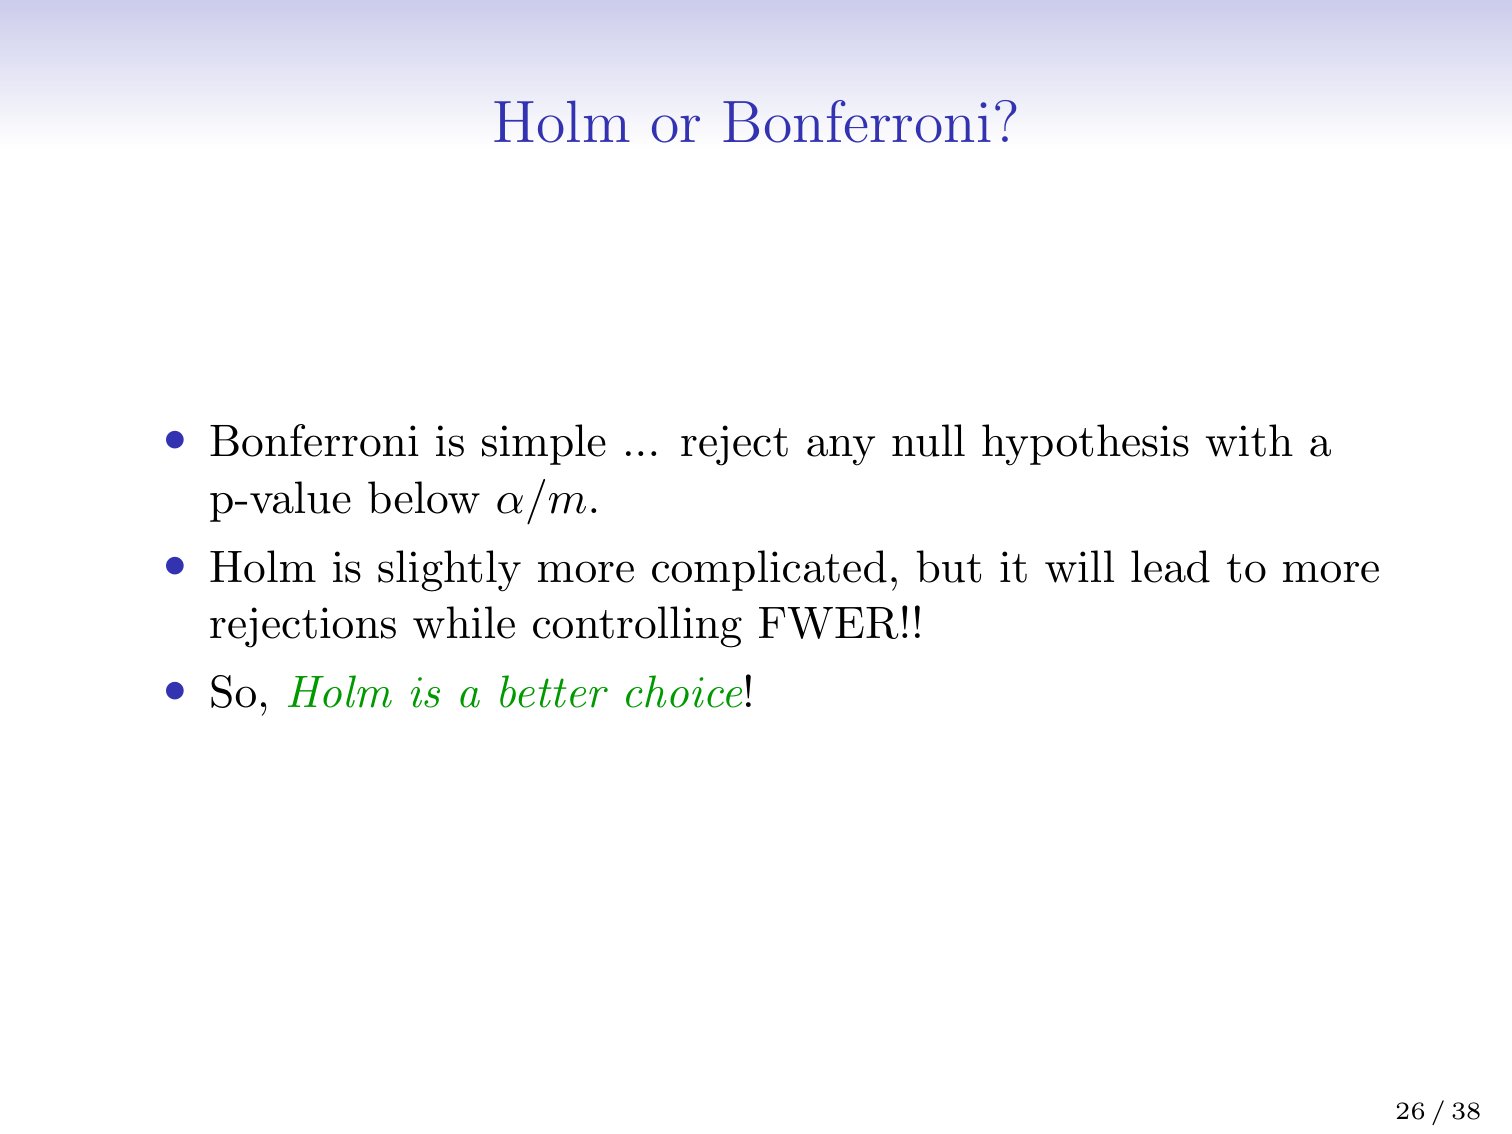 Holm or Bonferroni?
• Bonferroni is simple ... reject any null hypothesis with a
p-value below α/m.
• Holm is slightly more complicated, but it will lead to more
rejections while controlling FWER!!
• So, Holm is a better choice!
26 / 38